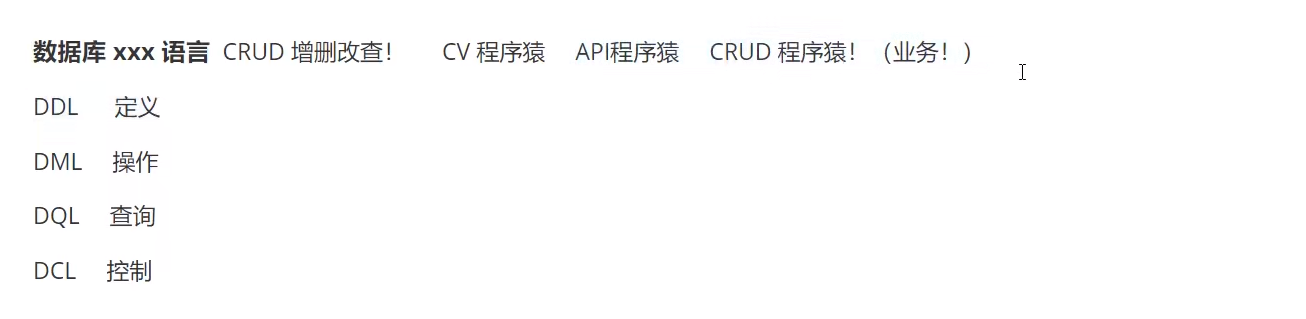 数据库 xxx 语言 CRUD 增删改查！ CV 程序猿 API程序猿 CRUD 程序猿！（业务！）
DDL 定义
DML 操作
DQL 查询
DCL 控制